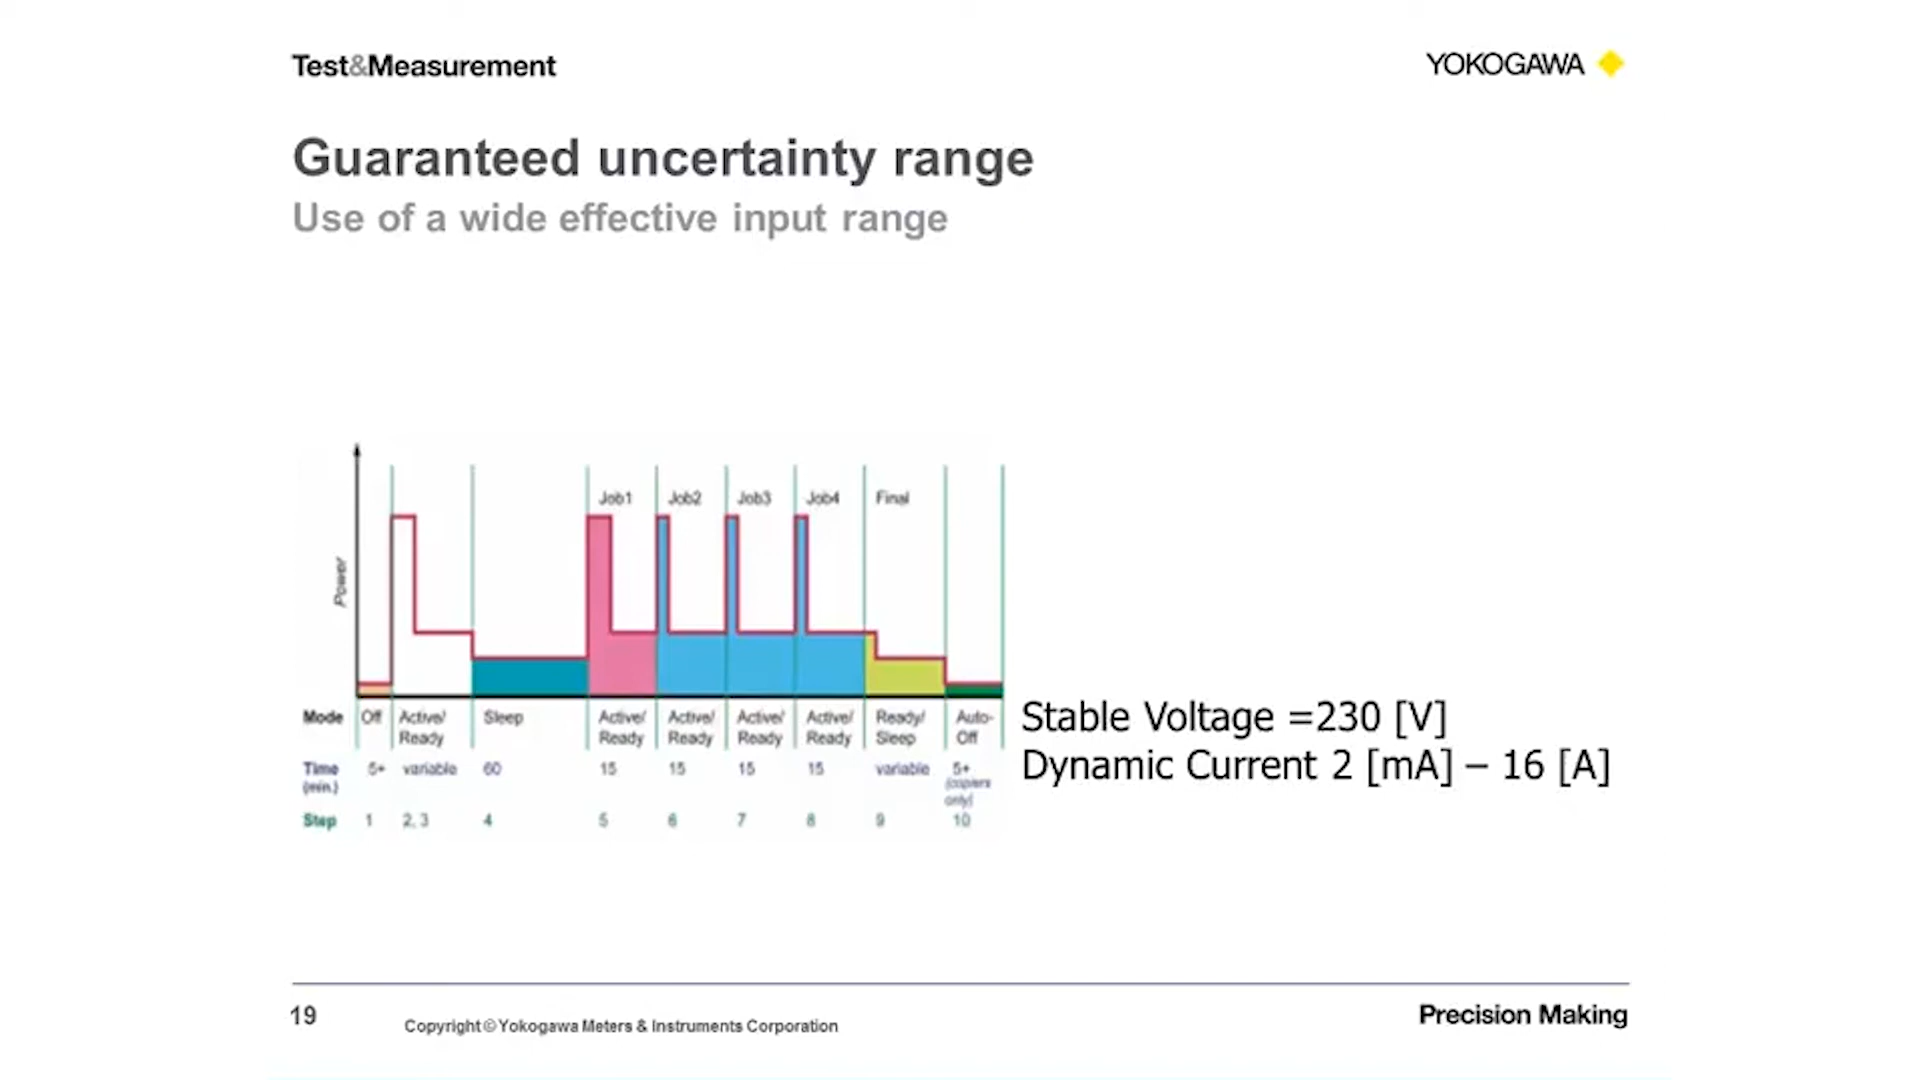 Test&Measurement
YOKOGAWA
Guaranteed uncertainty range
Use of a wide effective input range
Job1 Job2 Job3 Job4 Final
Power
Mode Off Active/ Sleep Active/ Active/ Active/ Active/ Ready/ Auto-
Ready Ready Ready Ready Ready Sleep Off
Time 5+ variable 60 15 15 15 15 variable 5+
(min.) (copiers
only)
Step 1 2, 3 4 5 6 7 8 9 10
Stable Voltage =230 [V]
Dynamic Current 2 [mA] – 16 [A]
19
Copyright © Yokogawa Meters & Instruments Corporation
Precision Making